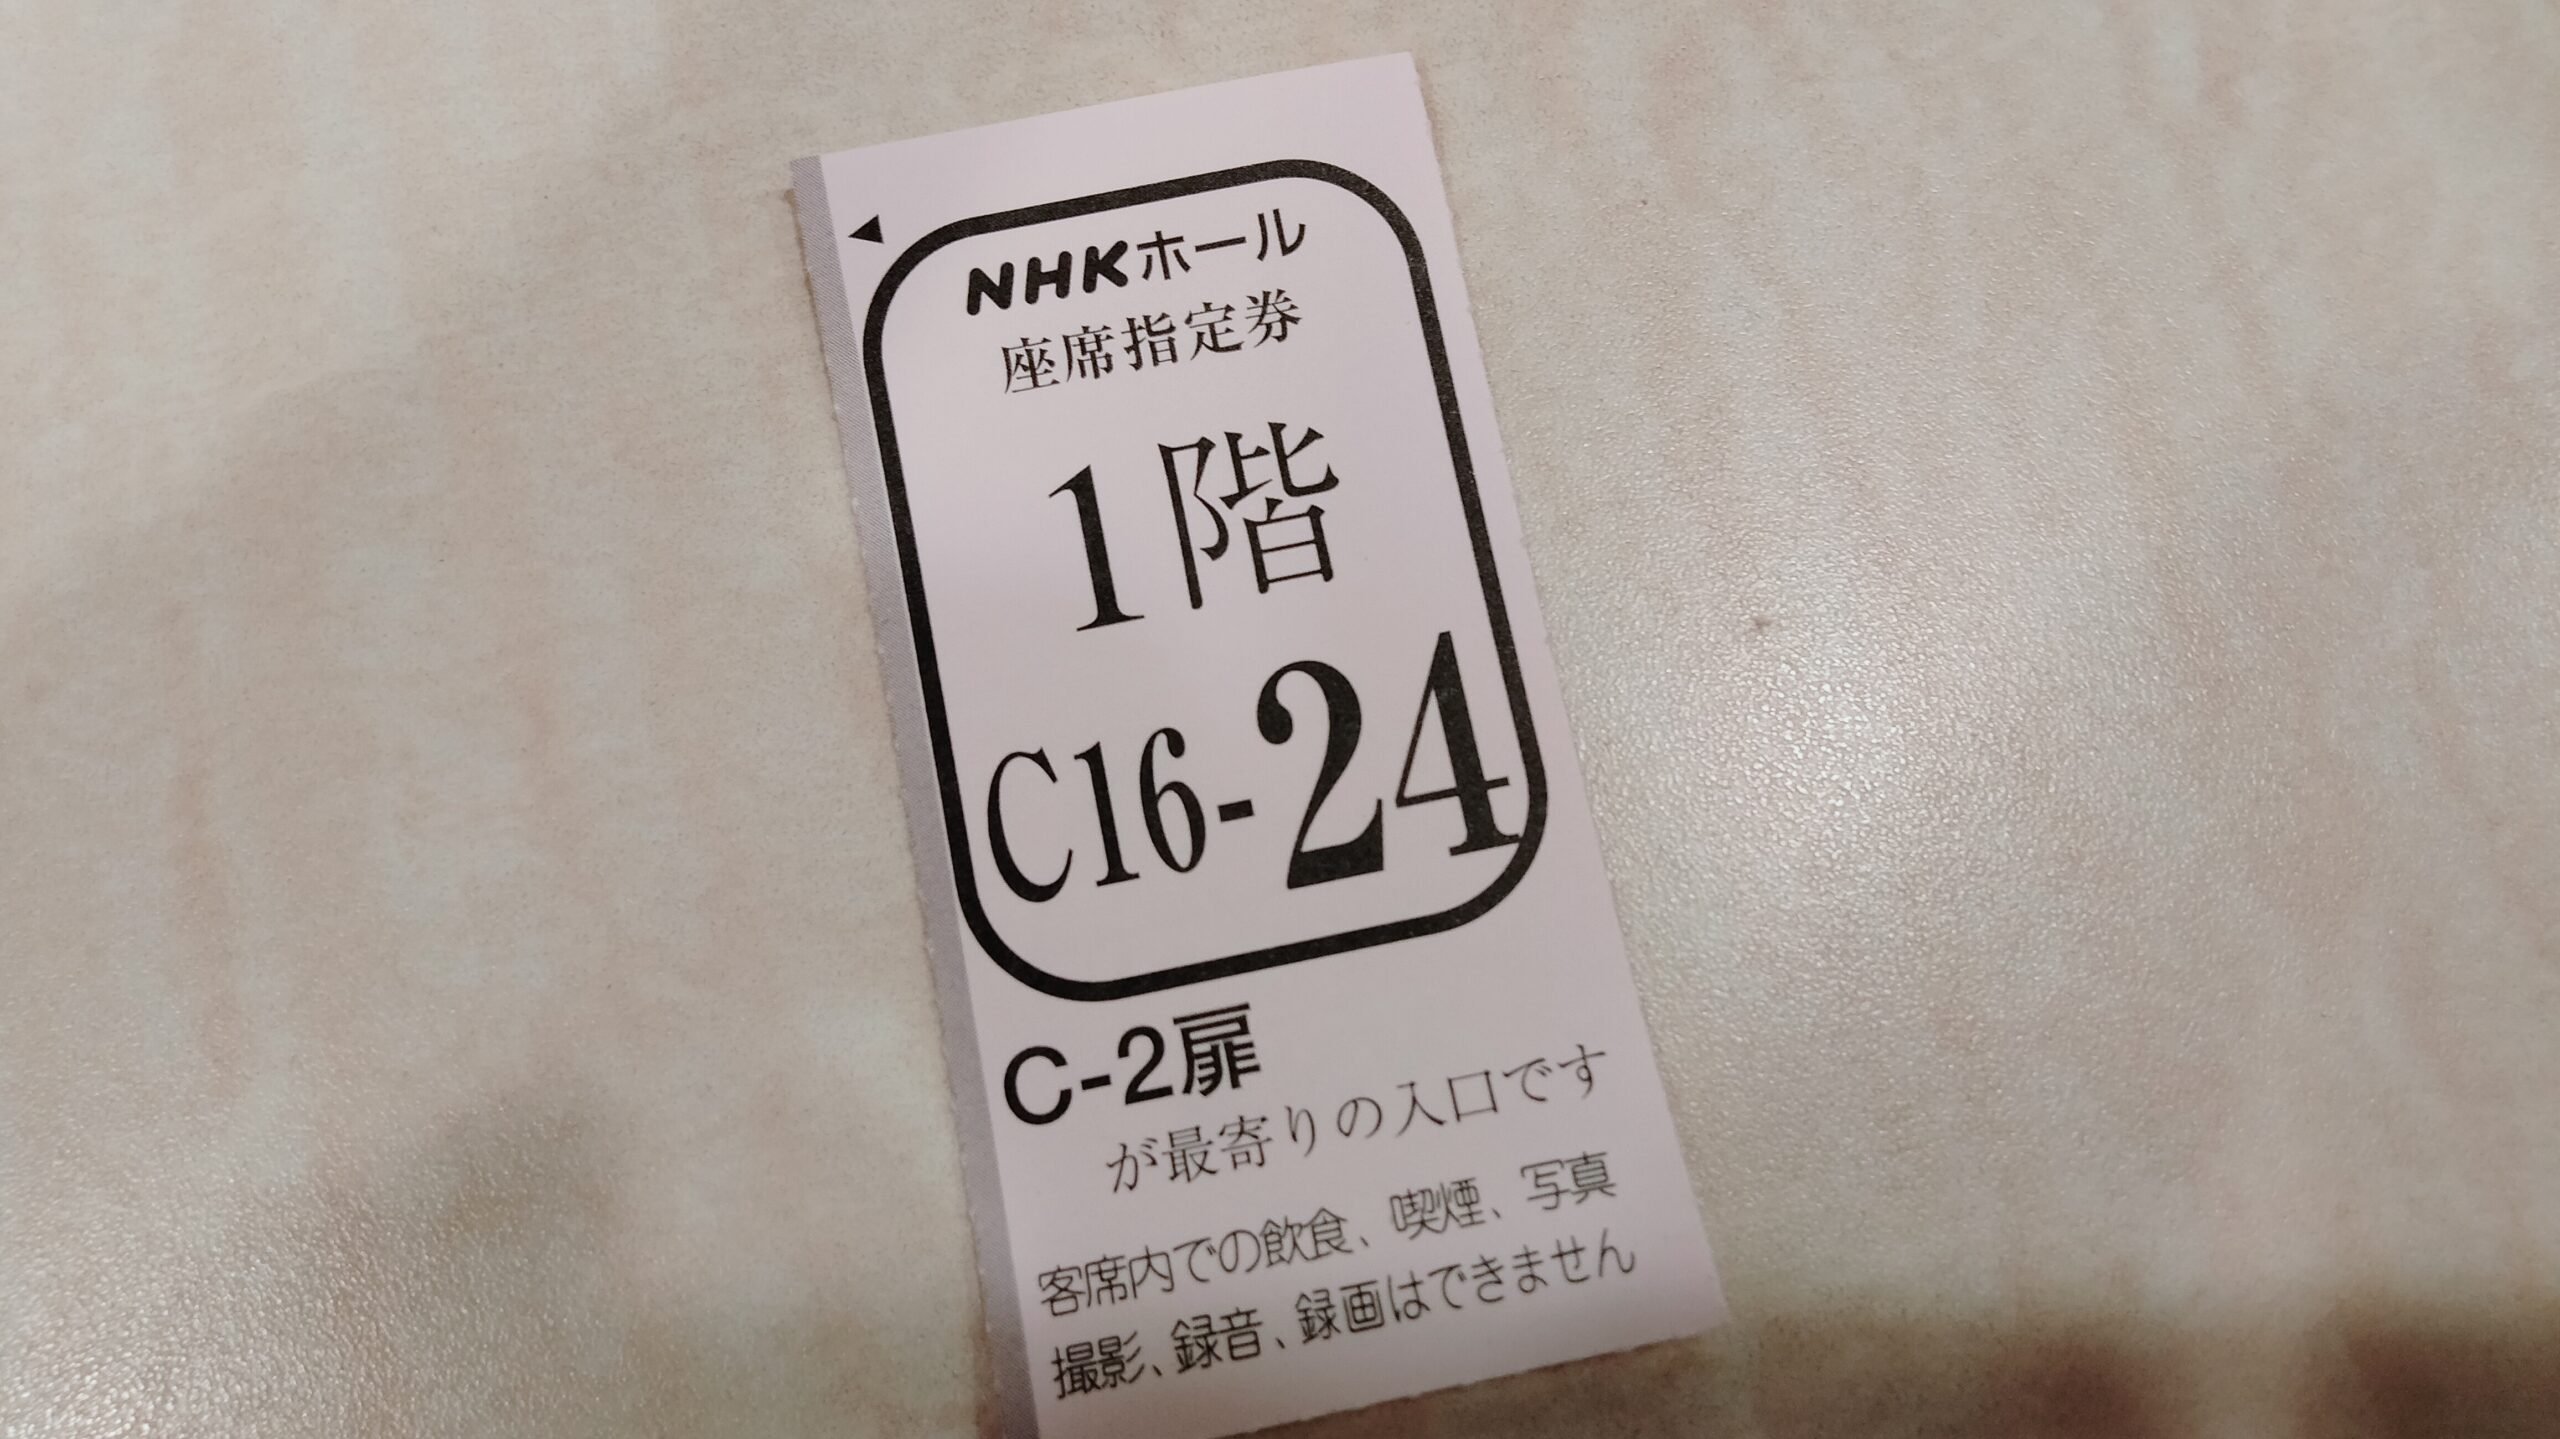 NHKホール
座席指定券
1階
C16-24
C-2扉
が最寄りの入口です
客席内での飲食、喫煙、写真
撮影、録音、録画はできません